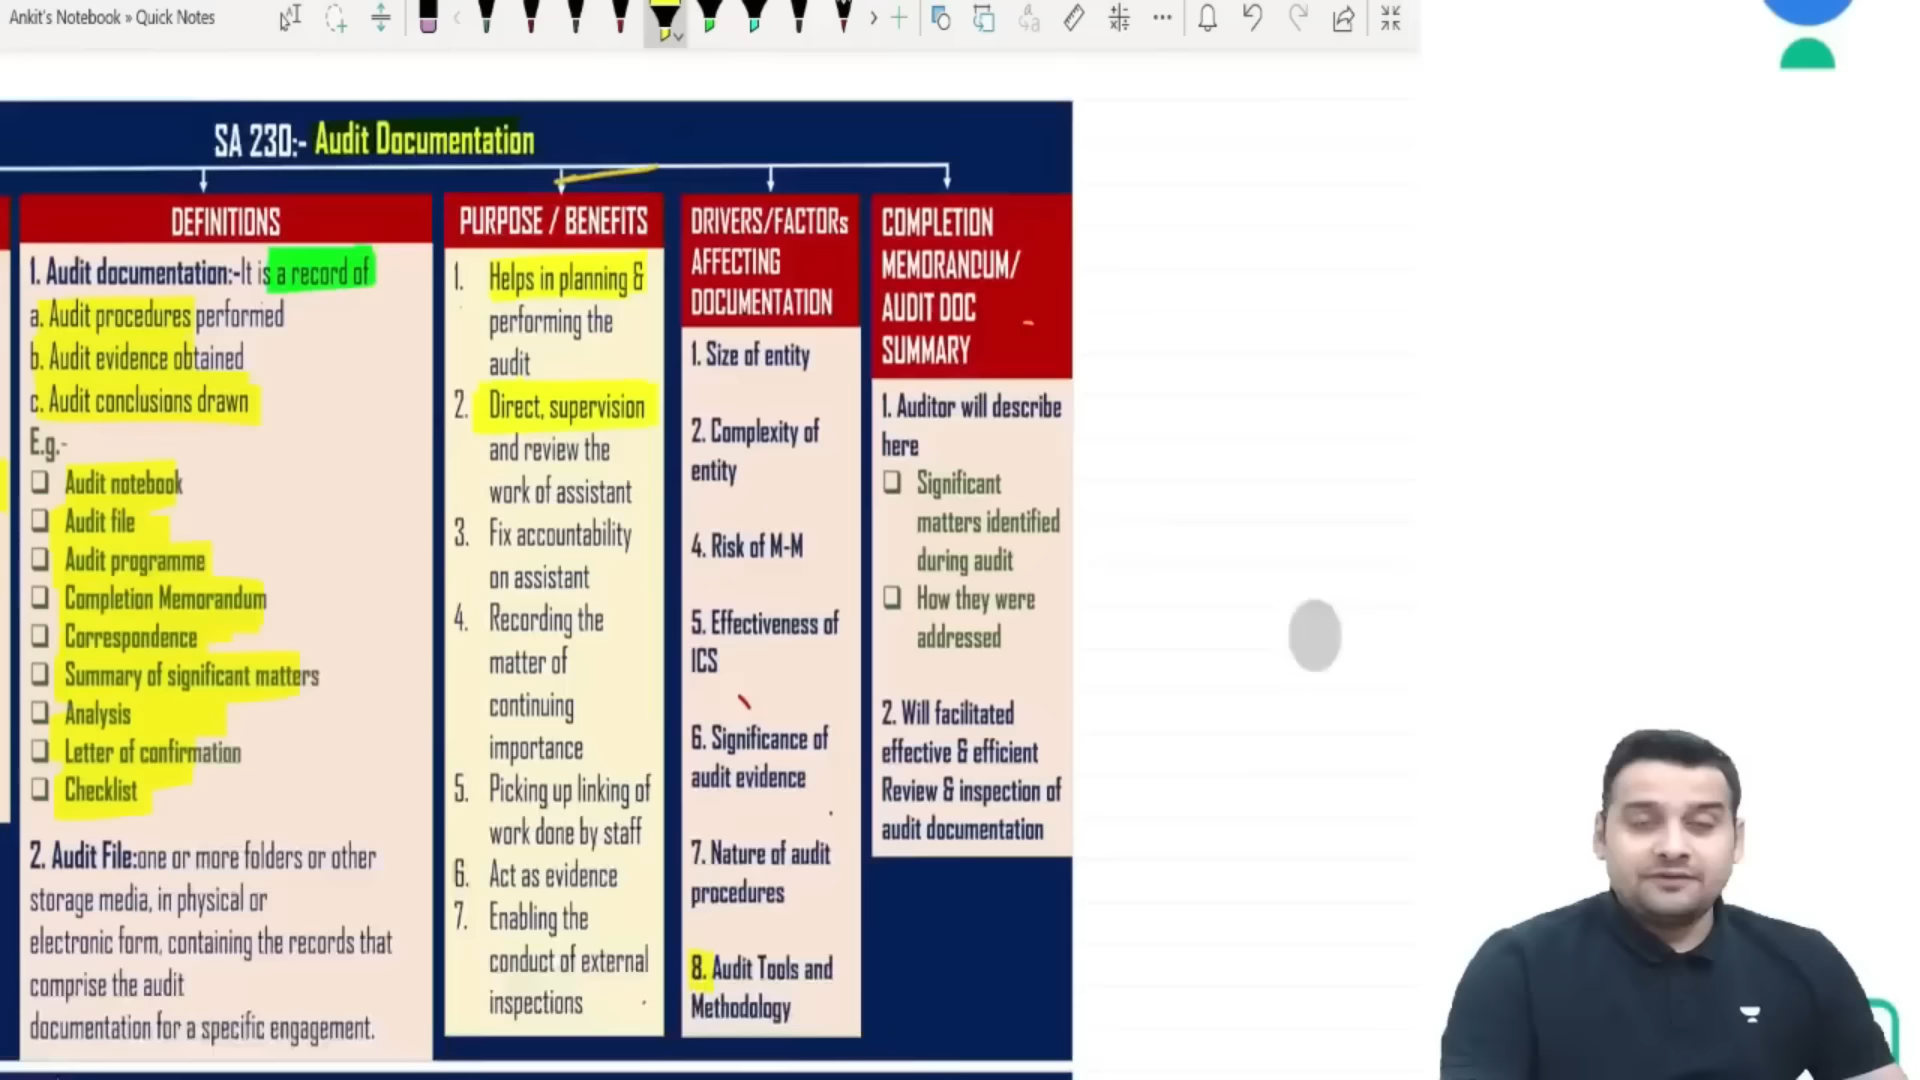 Ankit's Notebook » Quick Notes
SA 230:- Audit Documentation
DEFINITIONS
1. Audit documentation:-It is a record of
a. Audit procedures performed
b. Audit evidence obtained
c. Audit conclusions drawn
E.g.-
Audit notebook
Audit file
Audit programme
Completion Memorandum
Correspondence
Summary of significant matters
Analysis
Letter of confirmation
Checklist
2. Audit File:one or more folders or other
storage media, in physical or
electronic form, containing the records that
comprise the audit
documentation for a specific engagement.
PURPOSE / BENEFITS
1. Helps in planning &
performing the
audit
2. Direct, supervision
and review the
work of assistant
3. Fix accountability
on assistant
4. Recording the
matter of
continuing
importance
5. Picking up linking of
work done by staff
6. Act as evidence
7. Enabling the
conduct of external
inspections
DRIVERS/FACTORs
AFFECTING
DOCUMENTATION
1. Size of entity
2. Complexity of
entity
4. Risk of M-M
5. Effectiveness of
ICS
6. Significance of
audit evidence
7. Nature of audit
procedures
8. Audit Tools and
Methodology
COMPLETION
MEMORANDUM/
AUDIT DOC
SUMMARY
1. Auditor will describe
here
Significant
matters identified
during audit
How they were
addressed
2. Will facilitated
effective & efficient
Review & inspection of
audit documentation